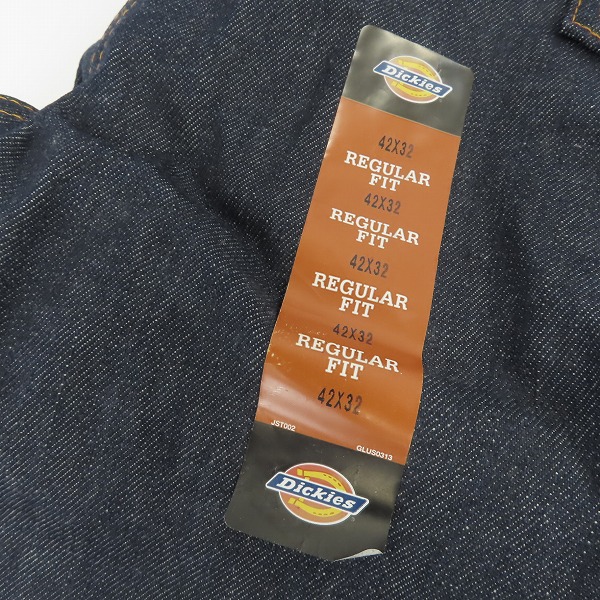 Dickies
42X32
REGULAR
FIT
42X32
REGULAR
FIT
42X32
REGULAR
FIT
42X32
REGULAR
FIT
42X32
JST002
GLUS0313
Dickies